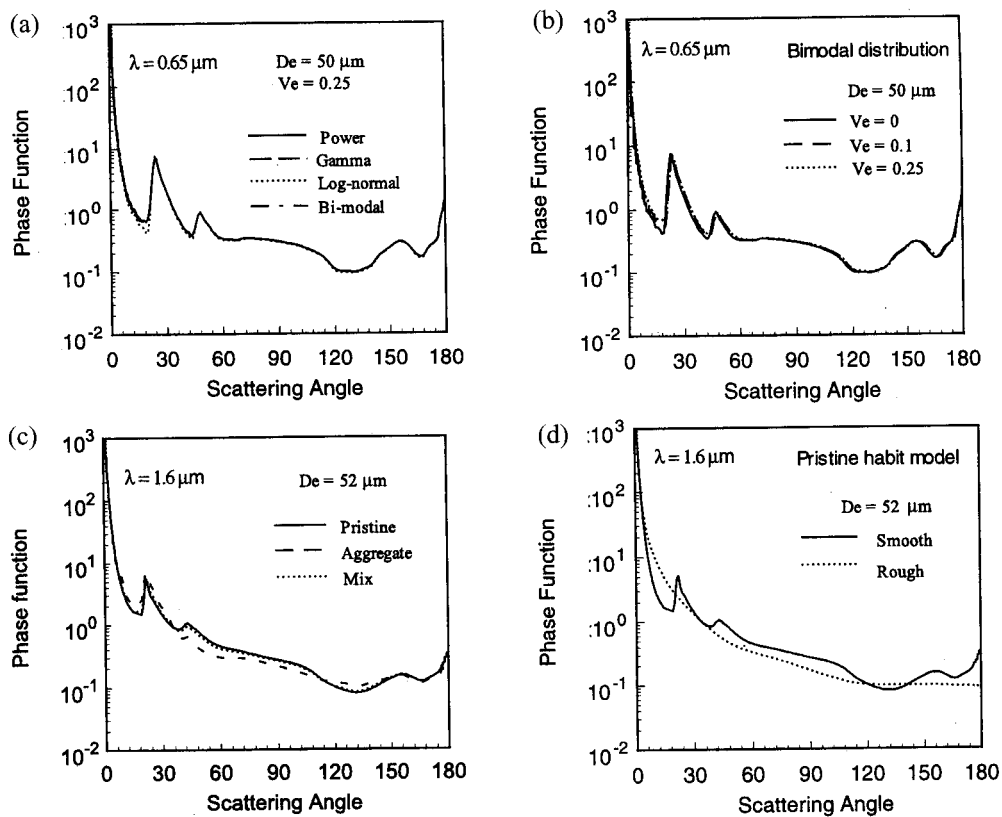 (a)
:10³
10²
10¹
10⁰
10⁻¹
10⁻²
Phase Function
λ = 0.65 μm
De = 50 μm
Ve = 0.25
Power
Gamma
Log-normal
Bi-modal
0 30 60 90 120 150 180
Scattering Angle
(b)
:10³
10²
10¹
10⁰
10⁻¹
10⁻²
Phase Function
λ = 0.65 μm
Bimodal distribution
De = 50 μm
Ve = 0
Ve = 0.1
Ve = 0.25
0 30 60 90 120 150 180
Scattering Angle
(c)
10³
10²
10¹
10⁰
10⁻¹
10⁻²
Phase function
λ = 1.6 μm
De = 52 μm
Pristine
Aggregate
Mix
0 30 60 90 120 150 180
Scattering Angle
(d)
:10³
:10²
10¹
:10⁰
10⁻¹
10⁻²
Phase Function
λ = 1.6 μm
Pristine habit model
De = 52 μm
Smooth
Rough
0 30 60 90 120 150 180
Scattering Angle